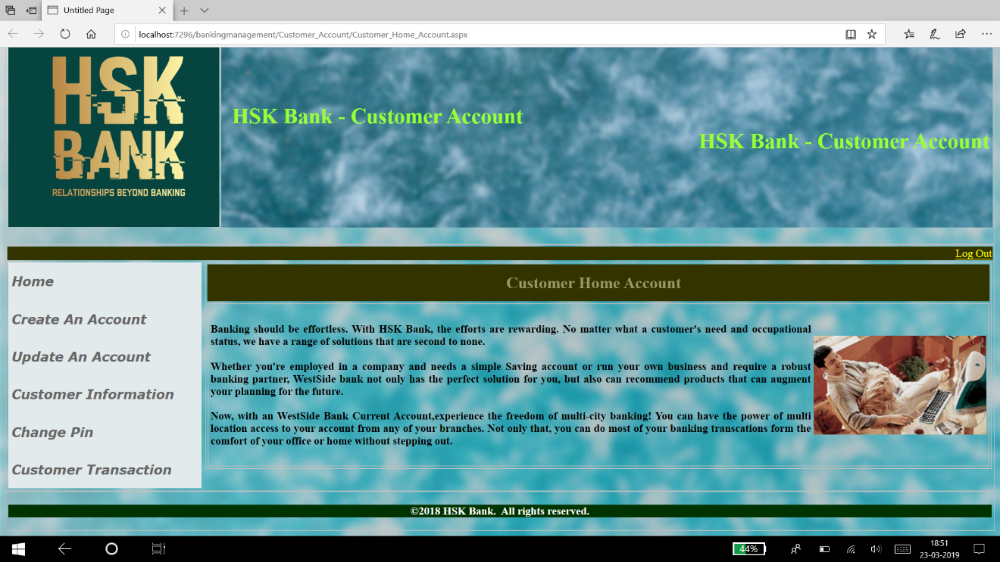 Untitled Page
localhost:7296/bankingmanagement/Customer_Account/Customer_Home_Account.aspx
HSK
BANK
RELATIONSHIPS BEYOND BANKING
HSK Bank - Customer Account
HSK Bank - Customer Account
Log Out
Home
Create An Account
Update An Account
Customer Information
Change Pin
Customer Transaction
Customer Home Account
Banking should be effortless. With HSK Bank, the efforts are rewarding. No matter what a customer's need and occupational
status, we have a range of solutions that are second to none.
Whether you're employed in a company and needs a simple Saving account or run your own business and require a robust
banking partner, WestSide bank not only has the perfect solution for you, but also can recommend products that can augment
your planning for the future.
Now, with an WestSide Bank Current Account,experience the freedom of multi-city banking! You can have the power of multi
location access to your account from any of your branches. Not only that, you can do most of your banking transcations form the
comfort of your office or home without stepping out.
©2018 HSK Bank. All rights reserved.
44%
18:51
23-03-2019